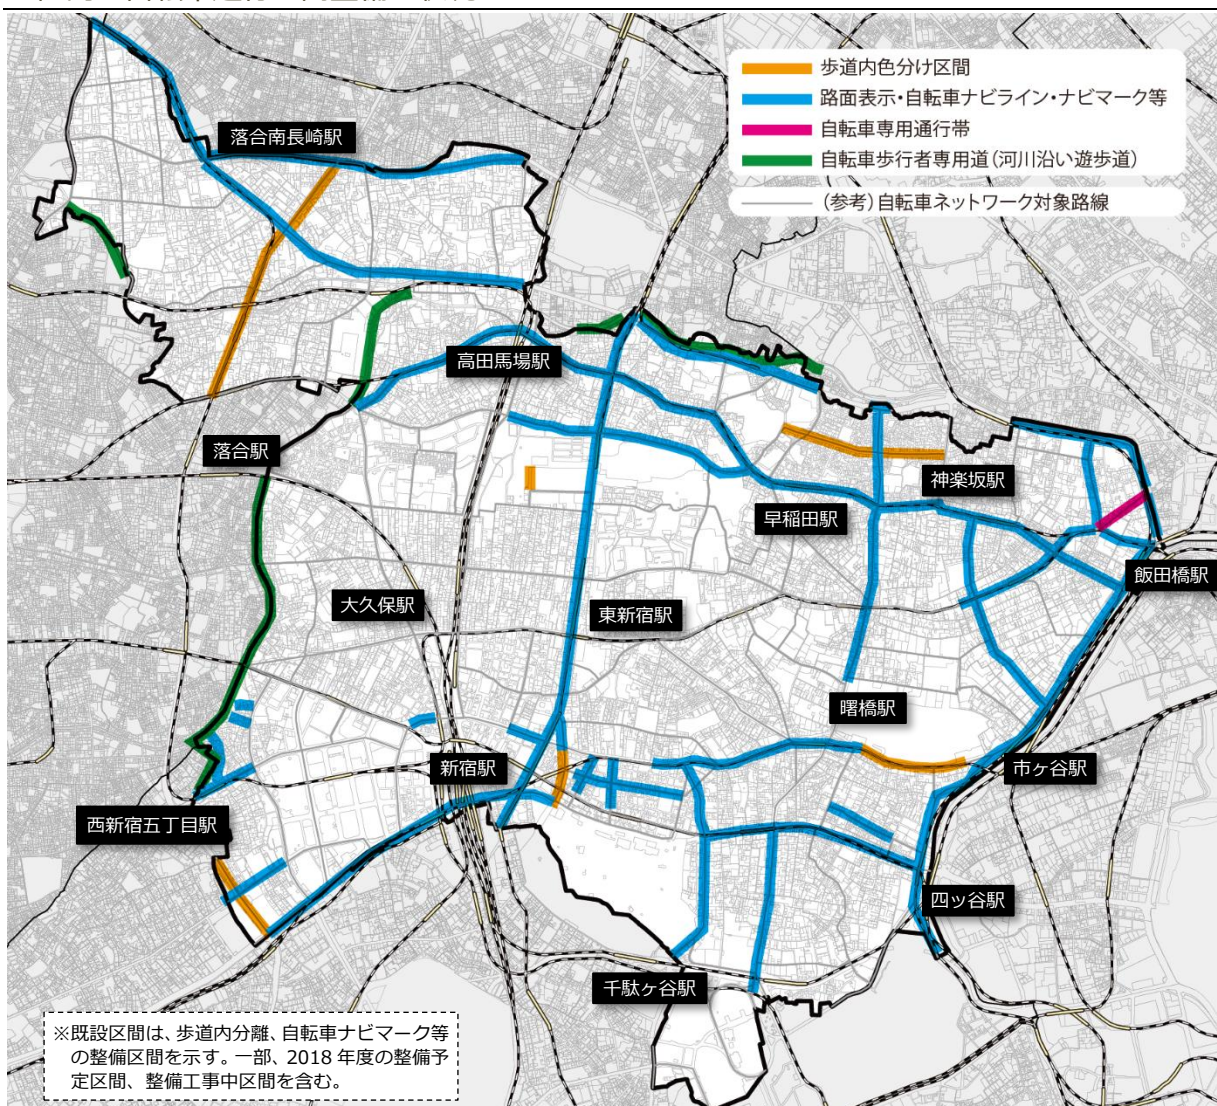 歩道内色分け区間
路面表示・自転車ナビライン・ナビマーク等
自転車専用通行帯
自転車歩行者専用道(河川沿い遊歩道)
(参考)自転車ネットワーク対象路線
落合南長崎駅
高田馬場駅
落合駅
神楽坂駅
早稲田駅
飯田橋駅
大久保駅
東新宿駅
曙橋駅
新宿駅
市ヶ谷駅
西新宿五丁目駅
四ッ谷駅
千駄ヶ谷駅
※既設区間は、歩道内分離、自転車ナビマーク等
の整備区間を示す。一部、2018 年度の整備予
定区間、整備工事中区間を含む。